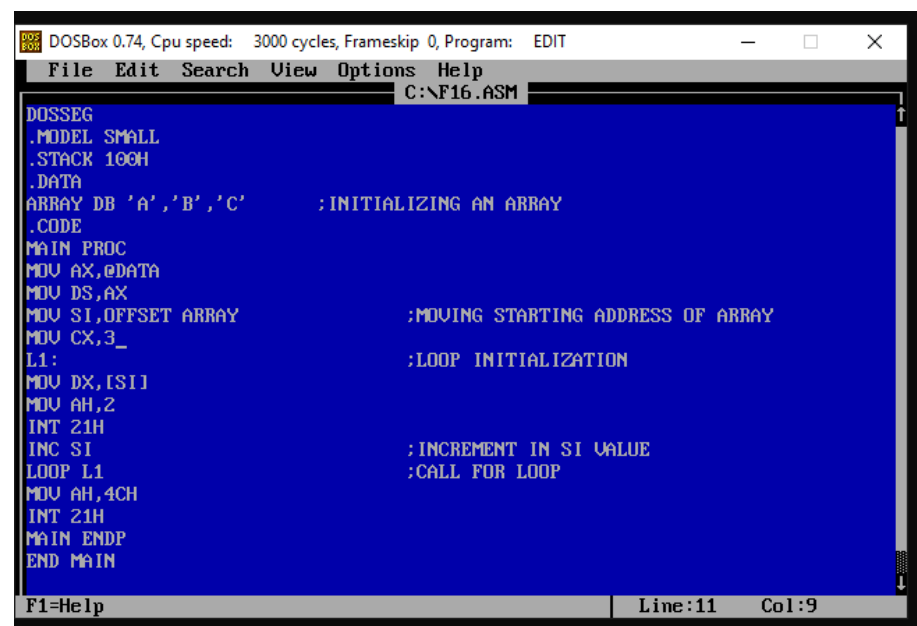 DOSBox 0.74, Cpu speed: 3000 cycles, Frameskip 0, Program: EDIT
File Edit Search View Options Help
C:\F16.ASM
DOSSEG
.MODEL SMALL
.STACK 100H
.DATA
ARRAY DB 'A','B','C' ;INITIALIZING AN ARRAY
.CODE
MAIN PROC
MOV AX,@DATA
MOV DS,AX
MOV SI,OFFSET ARRAY ;MOVING STARTING ADDRESS OF ARRAY
MOV CX,3_
L1: ;LOOP INITIALIZATION
MOV DX,[SI]
MOV AH,2
INT 21H
INC SI ;INCREMENT IN SI VALUE
LOOP L1 ;CALL FOR LOOP
MOV AH,4CH
INT 21H
MAIN ENDP
END MAIN
F1=Help Line:11 Col:9